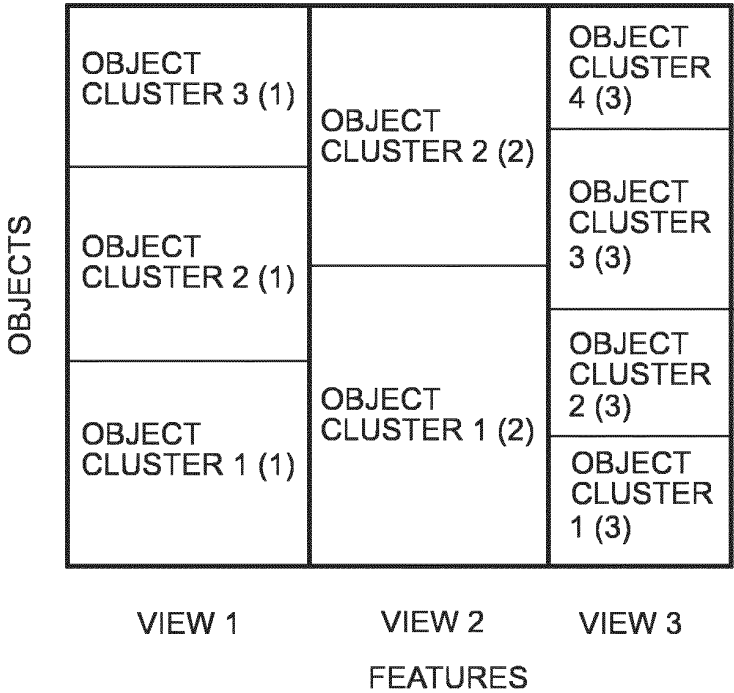 OBJECTS
OBJECT
CLUSTER 3 (1)
OBJECT
CLUSTER 2 (1)
OBJECT
CLUSTER 1 (1)
OBJECT
CLUSTER 2 (2)
OBJECT
CLUSTER 1 (2)
OBJECT
CLUSTER
4 (3)
OBJECT
CLUSTER
3 (3)
OBJECT
CLUSTER
2 (3)
OBJECT
CLUSTER
1 (3)
VIEW 1
VIEW 2
VIEW 3
FEATURES